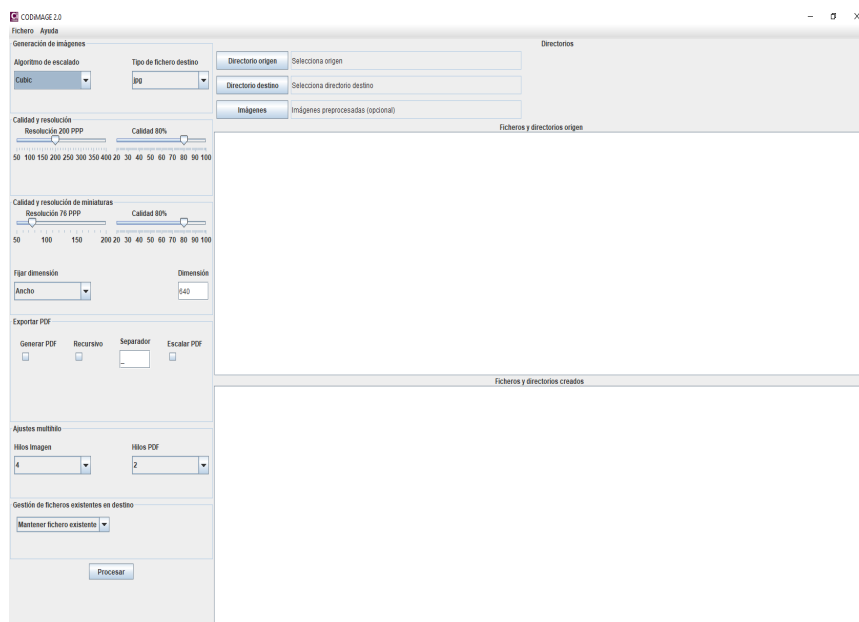 CODiMAGE 2.0
Fichero Ayuda
Generación de imágenes
Algoritmo de escalado
Tipo de fichero destino
Cubic
jpg
Calidad y resolución
Resolución 200 PPP
Calidad 80%
50 100 150 200 250 300 350 400
20 30 40 50 60 70 80 90 100
Calidad y resolución de miniaturas
Resolución 76 PPP
Calidad 80%
50 100 150 200
20 30 40 50 60 70 80 90 100
Fijar dimensión
Dimensión
Ancho
640
Exportar PDF
Generar PDF
Recursivo
Separador
Escalar PDF
_
Ajustes multihilo
Hilos Imagen
Hilos PDF
4
2
Gestión de ficheros existentes en destino
Mantener fichero existente
Procesar
Directorios
Directorio origen
Selecciona origen
Directorio destino
Selecciona directorio destino
Imágenes
Imágenes preprocesadas (opcional)
Ficheros y directorios origen
Ficheros y directorios creados